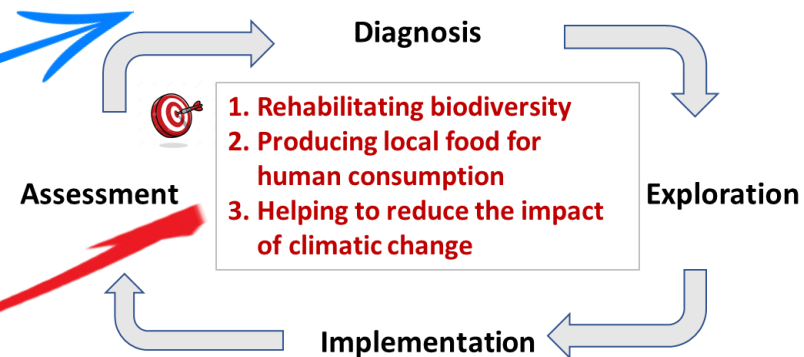 Diagnosis
1. Rehabilitating biodiversity
2. Producing local food for
human consumption
3. Helping to reduce the impact
of climatic change
Assessment
Exploration
Implementation